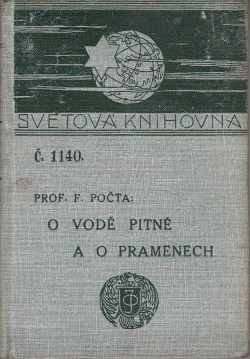 SVĚTOVÁ KNIHOVNA
Č. 1140.
PROF. F. POČTA:
O VODĚ PITNÉ
A O PRAMENECH